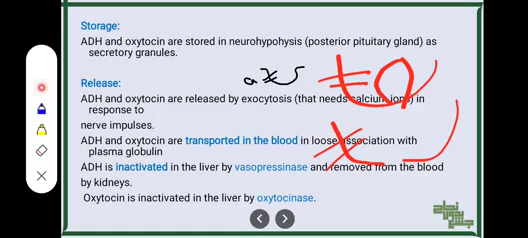 Storage:
ADH and oxytocin are stored in neurohypohysis (posterior pituitary gland) as
secretory granules.
Release:
ADH and oxytocin are released by exocytosis (that needs calcium ions) in
response to
nerve impulses.
ADH and oxytocin are transported in the blood in loose association with
plasma globulin
ADH is inactivated in the liver by vasopressinase and removed from the blood
by kidneys.
Oxytocin is inactivated in the liver by oxytocinase.